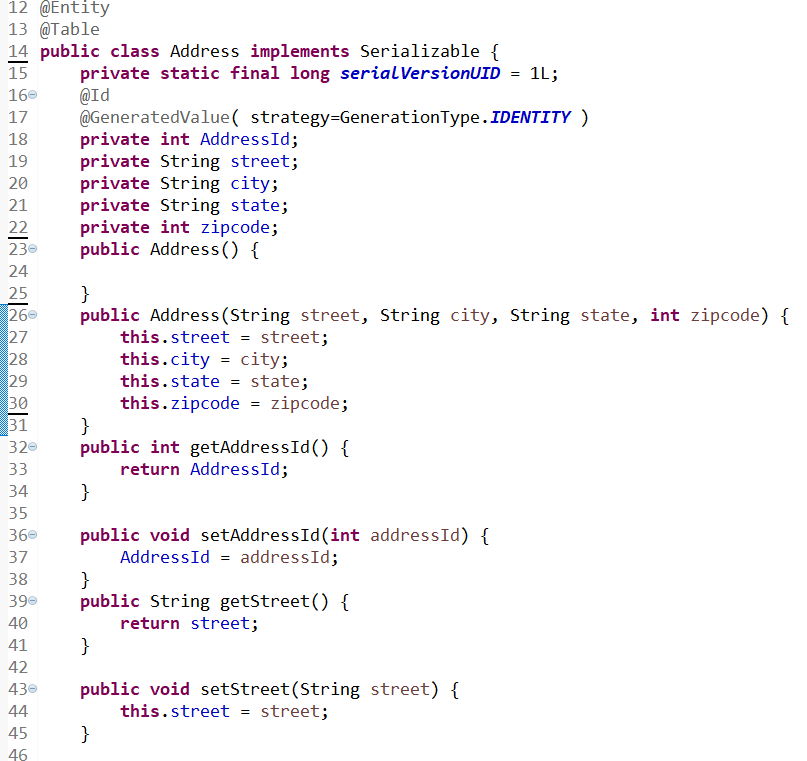 12 @Entity
13 @Table
14 public class Address implements Serializable {
15     private static final long serialVersionUID = 1L;
16     @Id
17     @GeneratedValue( strategy=GenerationType.IDENTITY )
18     private int AddressId;
19     private String street;
20     private String city;
21     private String state;
22     private int zipcode;
23     public Address() {
24
25     }
26     public Address(String street, String city, String state, int zipcode) {
27         this.street = street;
28         this.city = city;
29         this.state = state;
30         this.zipcode = zipcode;
31     }
32     public int getAddressId() {
33         return AddressId;
34     }
35
36     public void setAddressId(int addressId) {
37         AddressId = addressId;
38     }
39     public String getStreet() {
40         return street;
41     }
42
43     public void setStreet(String street) {
44         this.street = street;
45     }
46